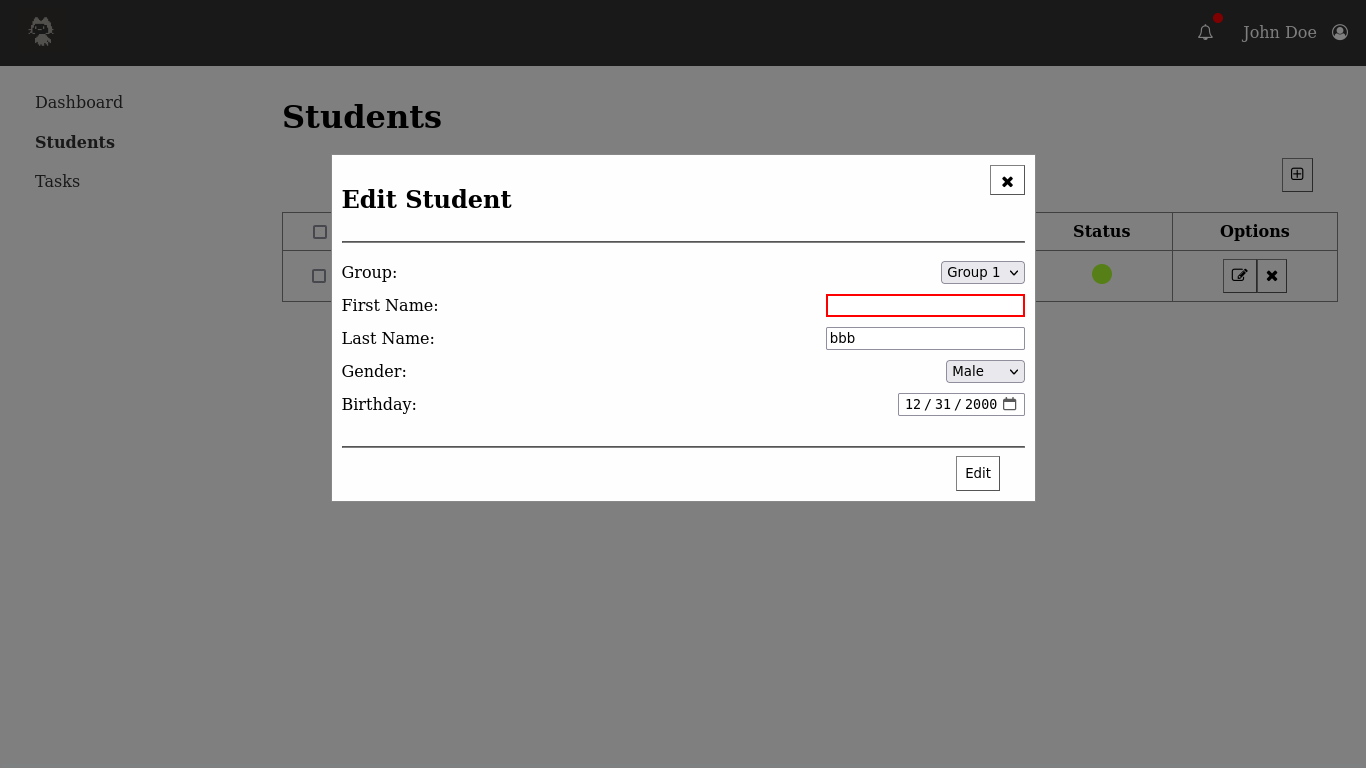 John Doe
Dashboard
Students
Tasks
Students
Status Options
Edit Student
Group: Group 1
First Name:
Last Name: bbb
Gender: Male
Birthday: 12/31/2000
Edit